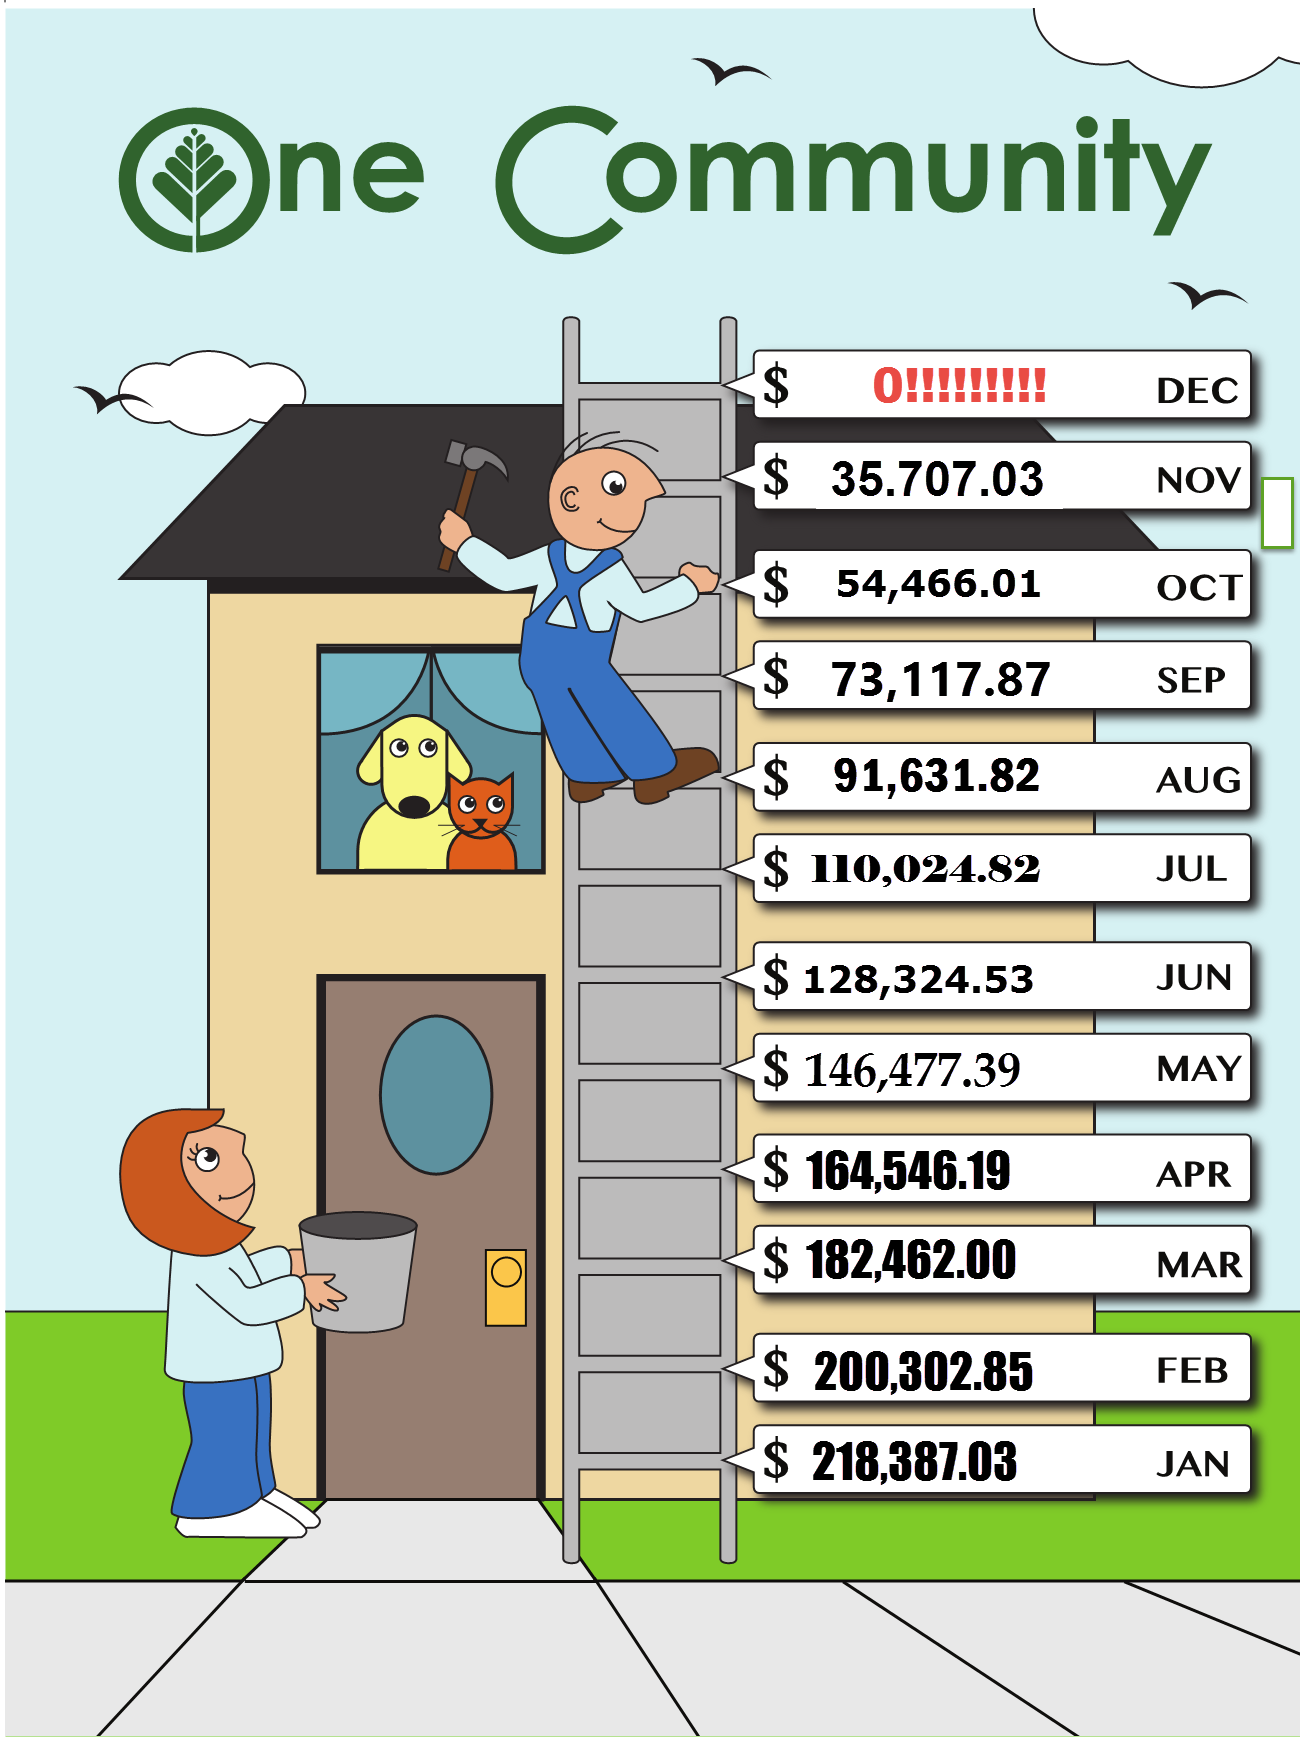 One Community
$ 0!!!!!!!!! DEC
$ 35.707.03 NOV
$ 54,466.01 OCT
$ 73,117.87 SEP
$ 91,631.82 AUG
$ 110,024.82 JUL
$ 128,324.53 JUN
$ 146,477.39 MAY
$ 164,546.19 APR
$ 182,462.00 MAR
$ 200,302.85 FEB
$ 218,387.03 JAN